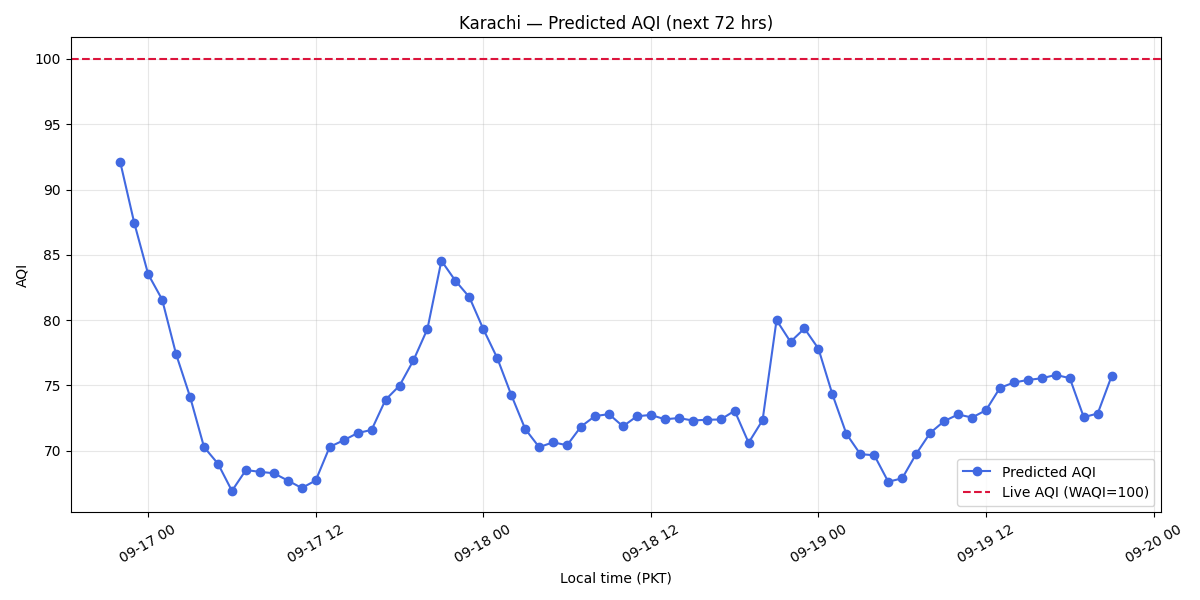 Karachi — Predicted AQI (next 72 hrs)
AQI
100
95
90
85
80
75
70
09-17 00
09-17 12
09-18 00
09-18 12
09-19 00
09-19 12
09-20 00
Local time (PKT)
Predicted AQI
Live AQI (WAQI=100)